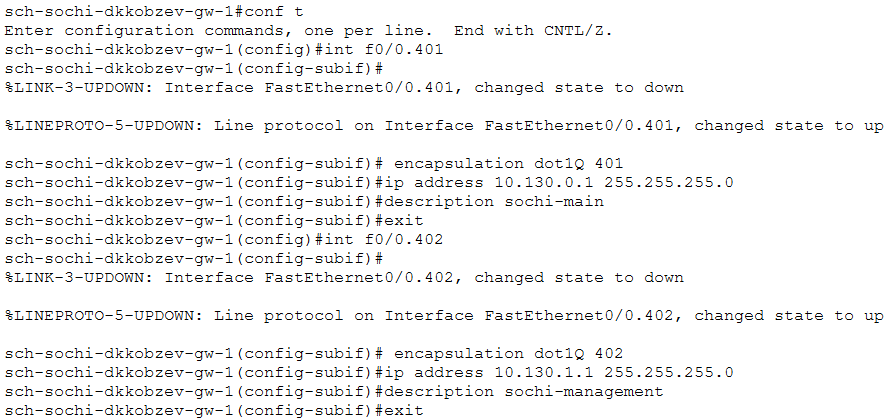 sch-sochi-dkkobzev-gw-1#conf t
Enter configuration commands, one per line.  End with CNTL/Z.
sch-sochi-dkkobzev-gw-1(config)#int f0/0.401
sch-sochi-dkkobzev-gw-1(config-subif)#
%LINK-3-UPDOWN: Interface FastEthernet0/0.401, changed state to down
%LINEPROTO-5-UPDOWN: Line protocol on Interface FastEthernet0/0.401, changed state to up
sch-sochi-dkkobzev-gw-1(config-subif)# encapsulation dot1Q 401
sch-sochi-dkkobzev-gw-1(config-subif)#ip address 10.130.0.1 255.255.255.0
sch-sochi-dkkobzev-gw-1(config-subif)#description sochi-main
sch-sochi-dkkobzev-gw-1(config-subif)#exit
sch-sochi-dkkobzev-gw-1(config)#int f0/0.402
sch-sochi-dkkobzev-gw-1(config-subif)#
%LINK-3-UPDOWN: Interface FastEthernet0/0.402, changed state to down
%LINEPROTO-5-UPDOWN: Line protocol on Interface FastEthernet0/0.402, changed state to up
sch-sochi-dkkobzev-gw-1(config-subif)# encapsulation dot1Q 402
sch-sochi-dkkobzev-gw-1(config-subif)#ip address 10.130.1.1 255.255.255.0
sch-sochi-dkkobzev-gw-1(config-subif)#description sochi-management
sch-sochi-dkkobzev-gw-1(config-subif)#exit